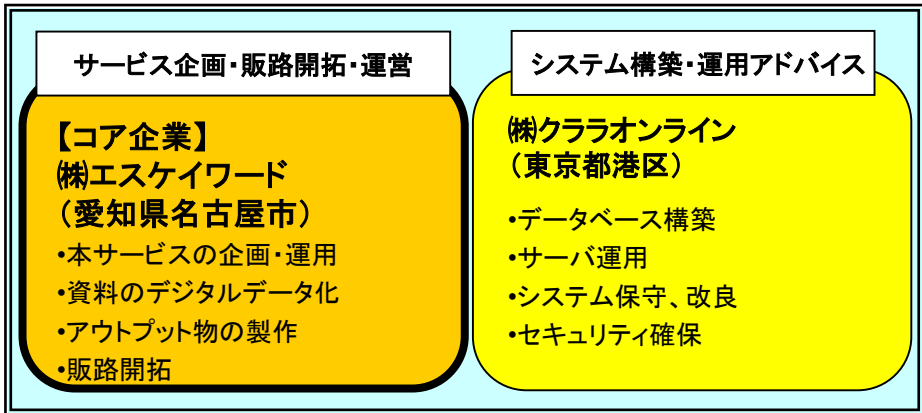 サービス企画・販路開拓・運営
【コア企業】
㈱エスケイワード
（愛知県名古屋市）
•本サービスの企画・運用
•資料のデジタルデータ化
•アウトプット物の製作
•販路開拓
システム構築・運用アドバイス
㈱クララオンライン
（東京都港区）
•データベース構築
•サーバ運用
•システム保守、改良
•セキュリティ確保